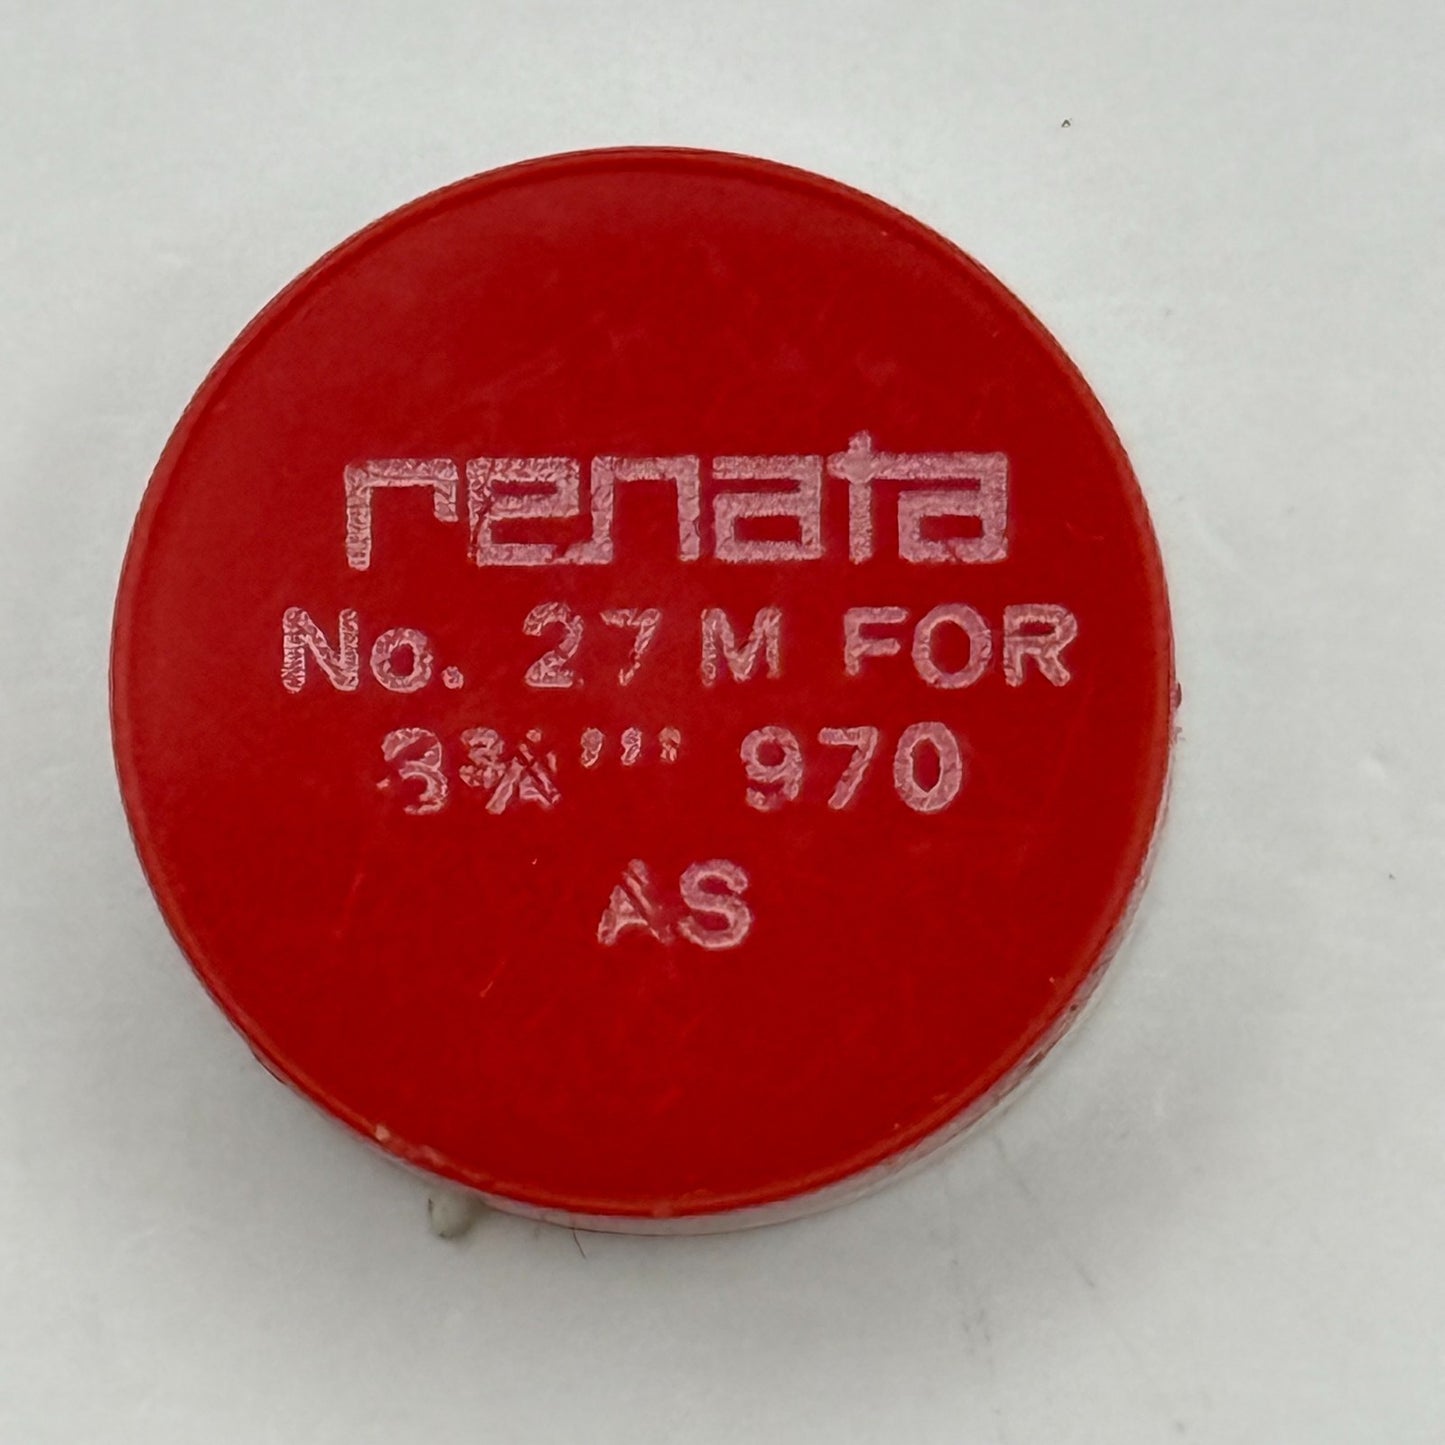 renata
No. 27 M FOR
3¾''' 970
AS